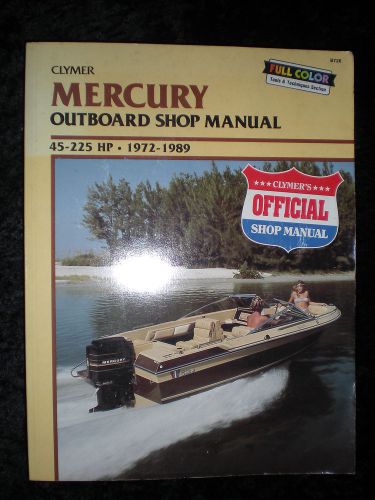 CLYMER
FULL COLOR
Tools & Techniques Section
MERCURY
OUTBOARD SHOP MANUAL
45-225 HP • 1972-1989
★★★ CLYMER'S ★★★
OFFICIAL
SHOP MANUAL
MERCURY